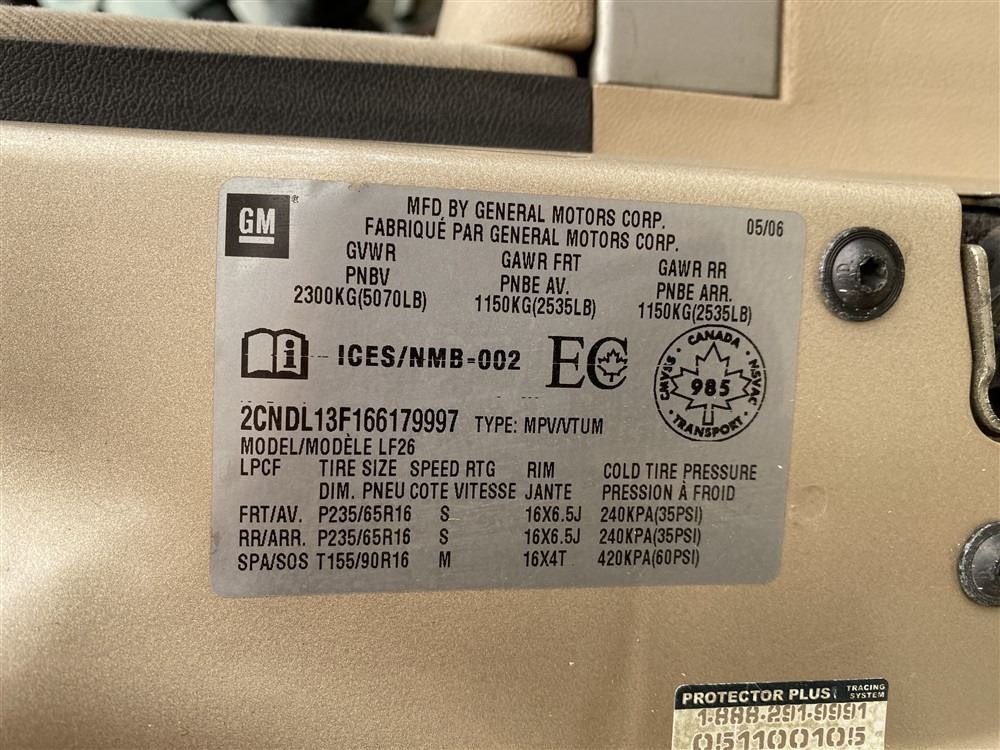 GM
MFD BY GENERAL MOTORS CORP.
05/06
FABRIQUÉ PAR GENERAL MOTORS CORP.
GVWR GAWR FRT GAWR RR
PNBV PNBE AV. PNBE ARR.
2300KG(5070LB) 1150KG(2535LB) 1150KG(2535LB)
i ICES/NMB-002 EC
CANADA
CMVSS 985 NSVAC
TRANSPORT
2CNDL13F166179997 TYPE: MPV/VTUM
MODEL/MODÈLE LF26
LPCF TIRE SIZE SPEED RTG RIM COLD TIRE PRESSURE
DIM. PNEU COTE VITESSE JANTE PRESSION À FROID
FRT/AV. P235/65R16 S 16X6.5J 240KPA(35PSI)
RR/ARR. P235/65R16 S 16X6.5J 240KPA(35PSI)
SPA/SOS T155/90R16 M 16X4T 420KPA(60PSI)
PROTECTOR PLUS TRACING SYSTEM
1-888-291-9991
051100105